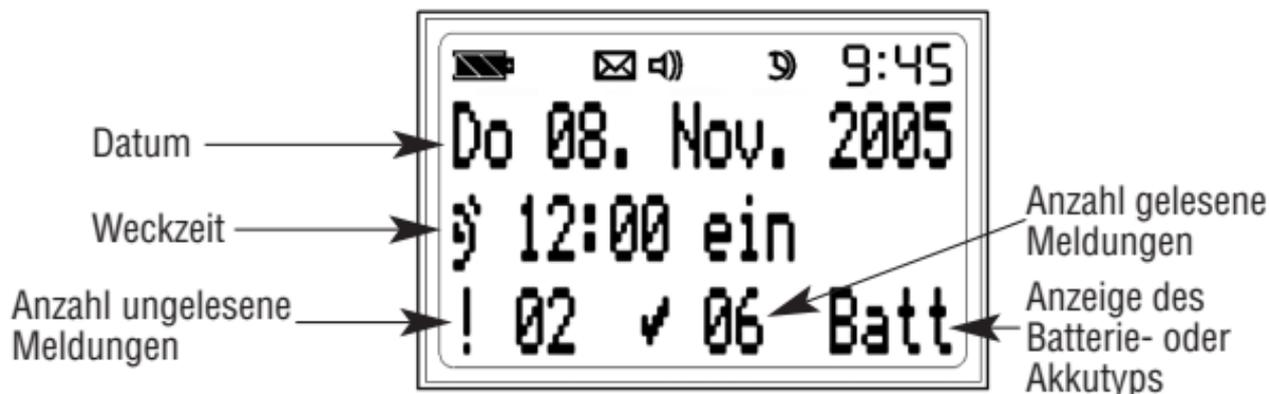 9:45
Datum
Do 08. Nov. 2005
Weckzeit
12:00 ein
Anzahl gelesene
Meldungen
Anzahl ungelesene
Meldungen
! 02 ✔ 06 Batt
Anzeige des
Batterie- oder
Akkutyps